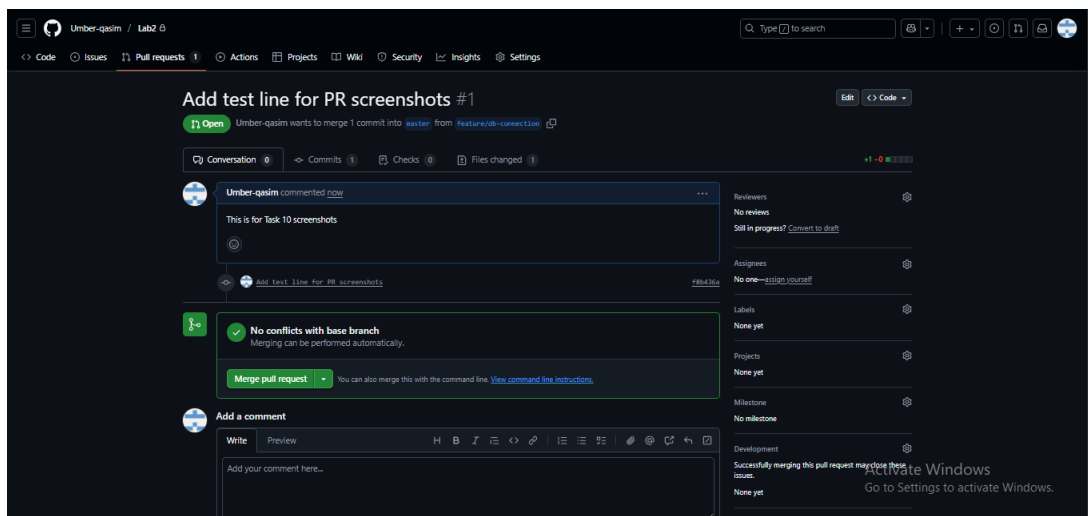 Umber-qasim / Lab2
Type / to search
Code Issues Pull requests 1 Actions Projects Wiki Security Insights Settings
Add test line for PR screenshots #1
Edit <> Code
Open Umber-qasim wants to merge 1 commit into master from feature/db-connection
Conversation 0 Commits 1 Checks 0 Files changed 1
+1 −0
Umber-qasim commented now
This is for Task 10 screenshots
Add test line for PR screenshots f8b436a
No conflicts with base branch
Merging can be performed automatically.
Merge pull request You can also merge this with the command line. View command line instructions.
Add a comment
Write Preview
H B I
Add your comment here...
Reviewers
No reviews
Still in progress? Convert to draft
Assignees
No one—assign yourself
Labels
None yet
Projects
None yet
Milestone
No milestone
Development
Successfully merging this pull request may close these
issues.
None yet
Activate Windows
Go to Settings to activate Windows.